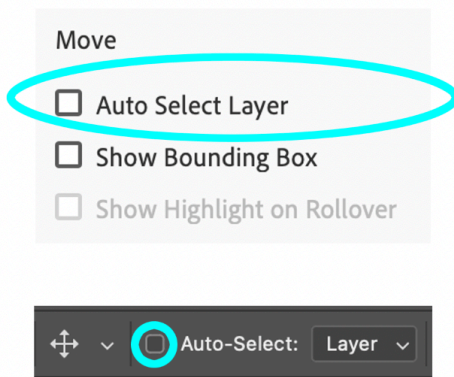 Move
Auto Select Layer
Show Bounding Box
Show Highlight on Rollover
Auto-Select: Layer